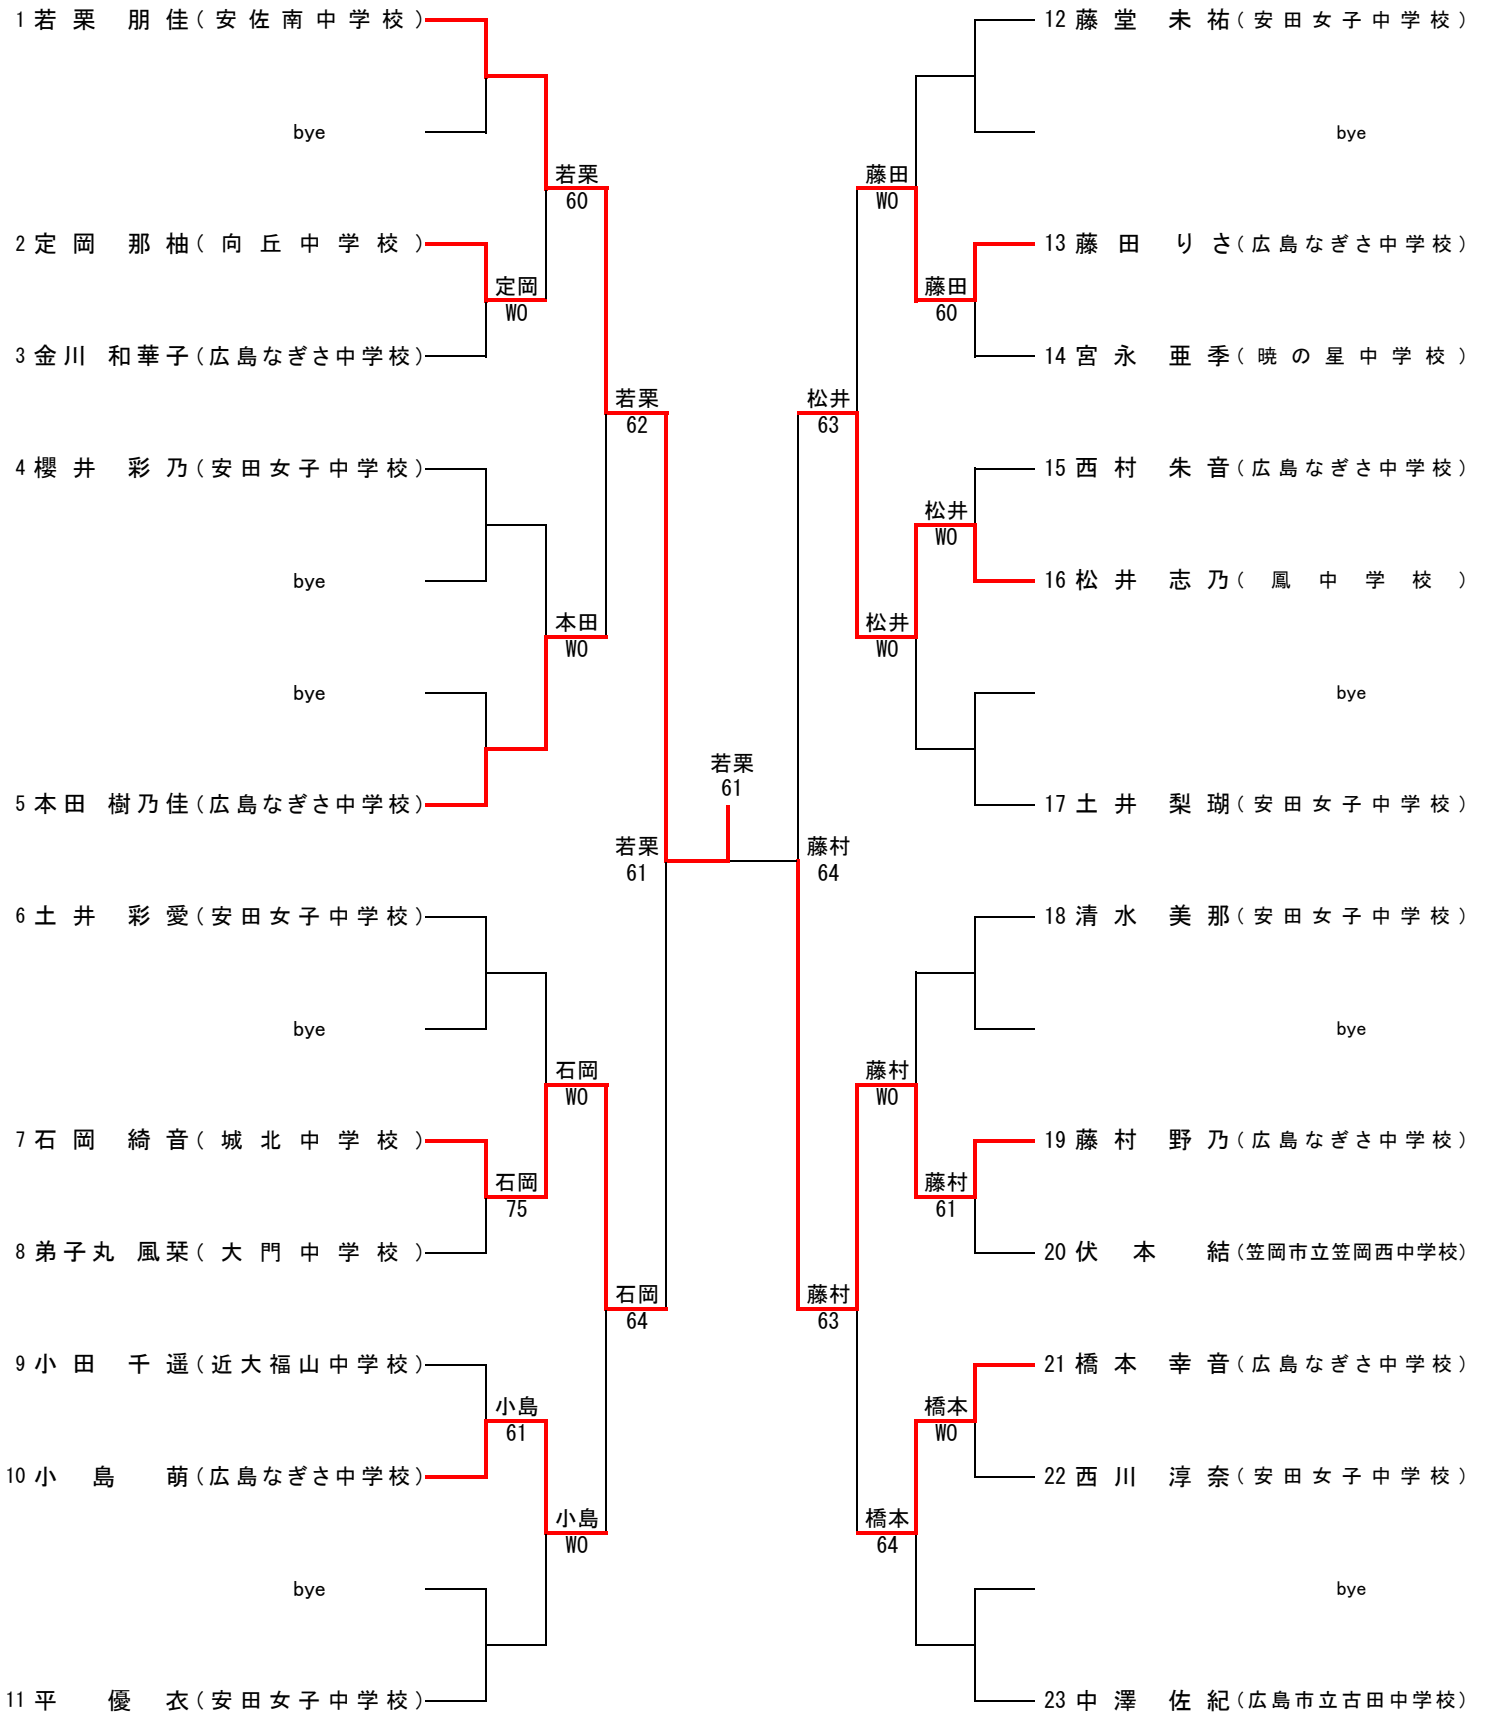 1 若栗 朋佳(安佐南中学校)
bye
若栗
60
2 定岡 那柚(向丘中学校)
定岡
WO
3 金川 和華子(広島なぎさ中学校)
若栗
62
4 櫻井 彩乃(安田女子中学校)
bye
本田
WO
bye
5 本田 樹乃佳(広島なぎさ中学校)
若栗
61
6 土井 彩愛(安田女子中学校)
bye
石岡
WO
7 石岡 綺音(城北中学校)
石岡
75
8 弟子丸 風栞(大門中学校)
石岡
64
9 小田 千遥(近大福山中学校)
小島
61
10 小島 萌(広島なぎさ中学校)
小島
WO
bye
11 平 優衣(安田女子中学校)
若栗
61
12 藤堂 未祐(安田女子中学校)
bye
藤田
WO
13 藤田 りさ(広島なぎさ中学校)
藤田
60
14 宮永 亜季(暁の星中学校)
松井
63
15 西村 朱音(広島なぎさ中学校)
松井
WO
16 松井 志乃(鳳中学校)
松井
WO
bye
17 土井 梨瑚(安田女子中学校)
藤村
64
18 清水 美那(安田女子中学校)
bye
藤村
WO
19 藤村 野乃(広島なぎさ中学校)
藤村
61
20 伏本 結(笠岡市立笠岡西中学校)
藤村
63
21 橋本 幸音(広島なぎさ中学校)
橋本
WO
22 西川 淳奈(安田女子中学校)
橋本
64
bye
23 中澤 佐紀(広島市立古田中学校)